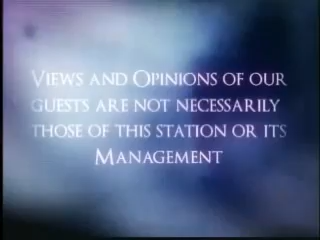 Views and Opinions of our
guests are not necessarily
those of this station or its
Management